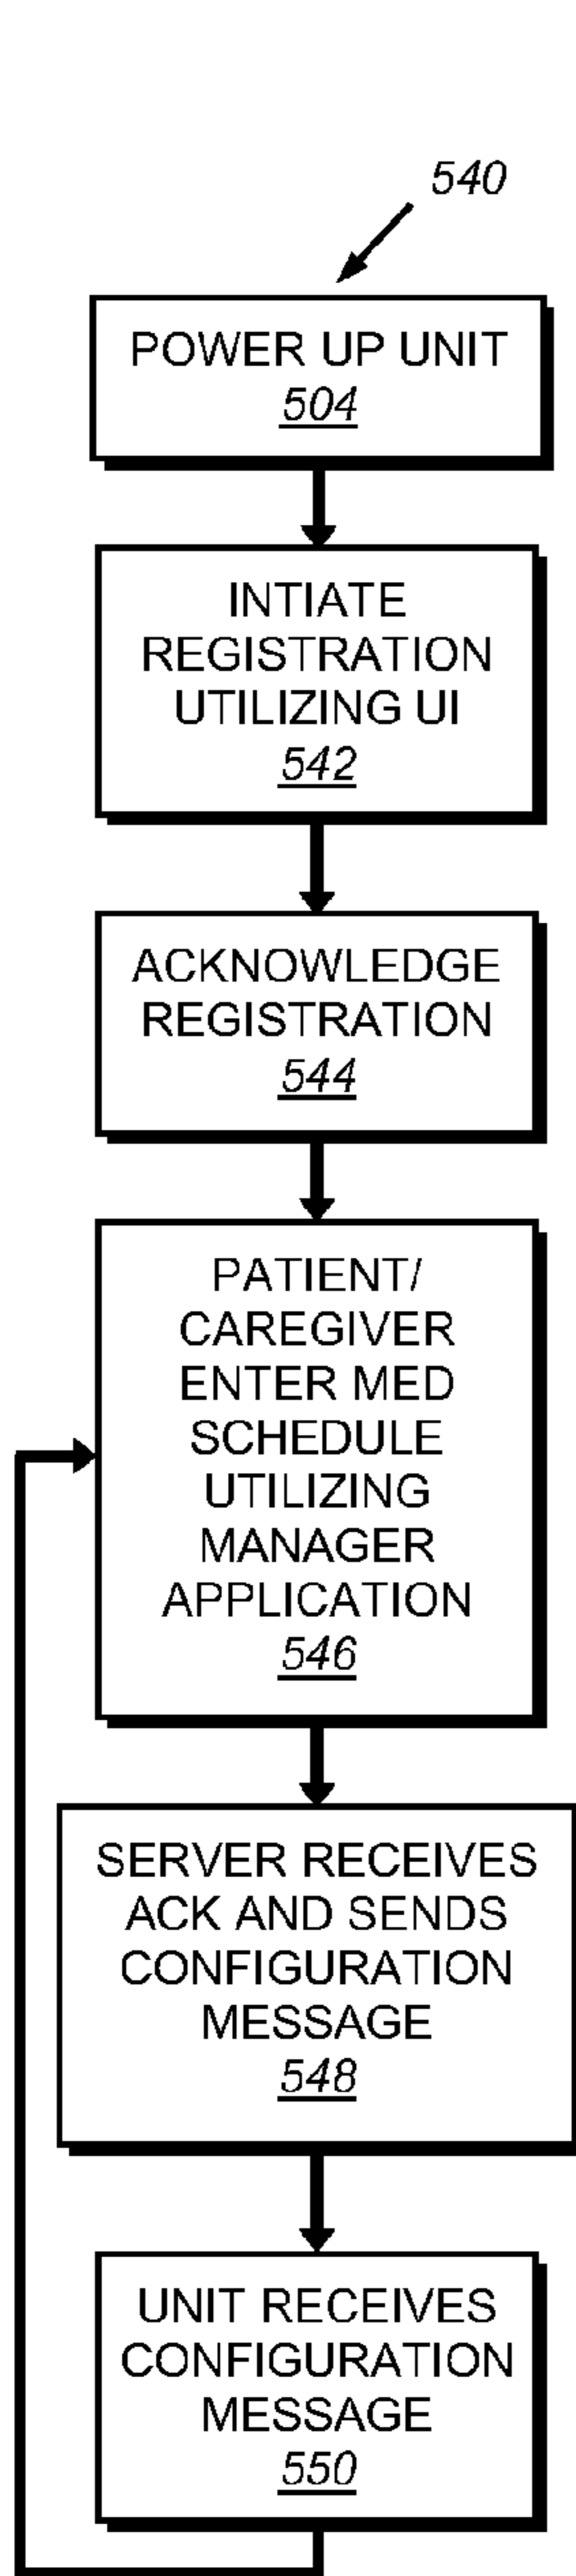 540
POWER UP UNIT
504
INTIATE
REGISTRATION
UTILIZING UI
542
ACKNOWLEDGE
REGISTRATION
544
PATIENT/
CAREGIVER
ENTER MED
SCHEDULE
UTILIZING
MANAGER
APPLICATION
546
SERVER RECEIVES
ACK AND SENDS
CONFIGURATION
MESSAGE
548
UNIT RECEIVES
CONFIGURATION
MESSAGE
550